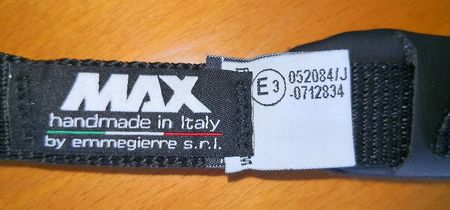 MAX
handmade in Italy
by emmegierre s.r.l.
E3
052084/J
-0712834